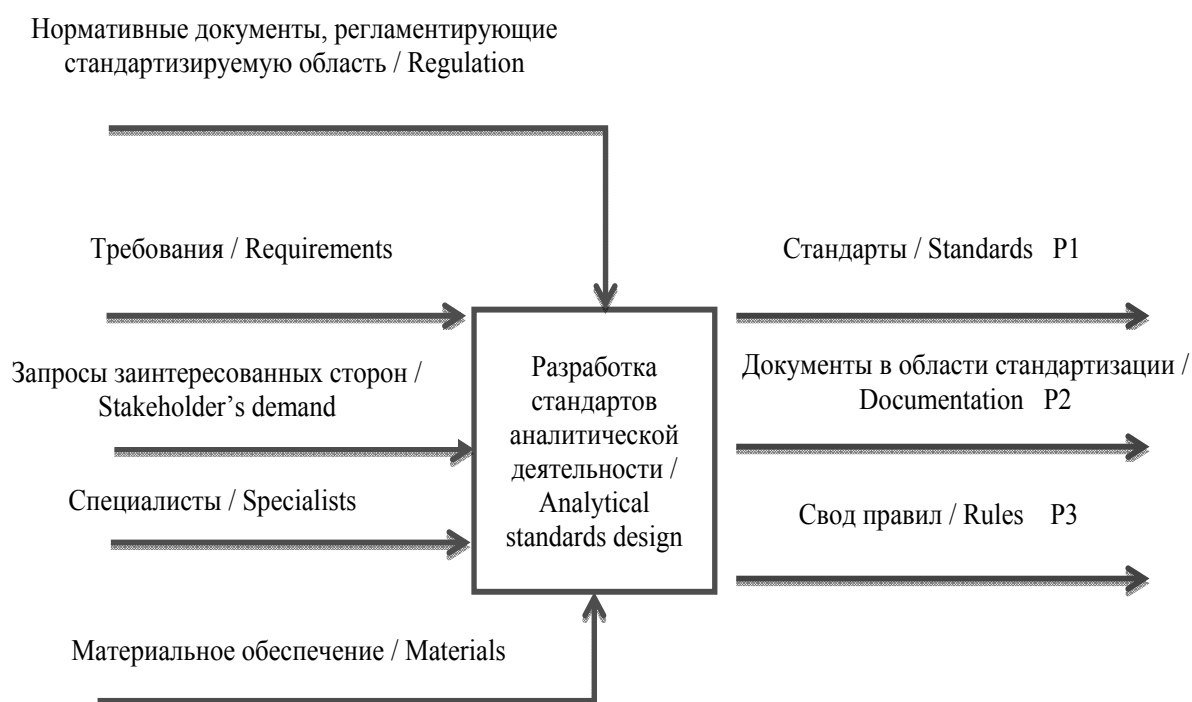 Нормативные документы, регламентирующие
стандартизируемую область / Regulation
Требования / Requirements
Запросы заинтересованных сторон /
Stakeholder’s demand
Специалисты / Specialists
Материальное обеспечение / Materials
Разработка
стандартов
аналитической
деятельности /
Analytical
standards design
Стандарты / Standards P1
Документы в области стандартизации /
Documentation P2
Свод правил / Rules P3